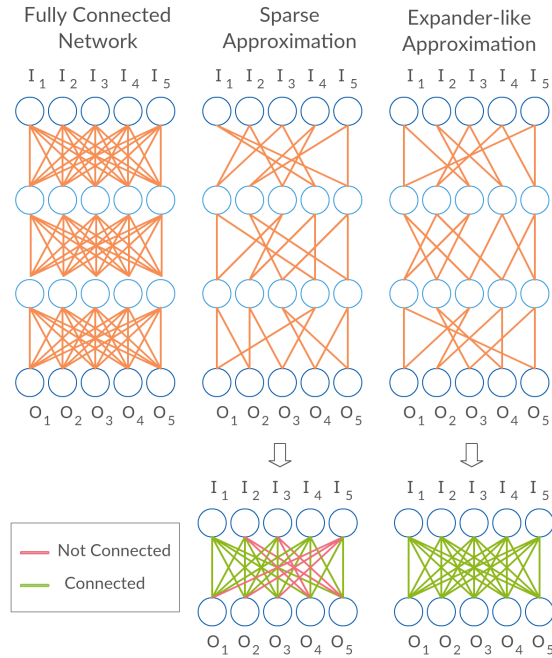 Fully Connected Network
Sparse Approximation
Expander-like Approximation
I1 I2 I3 I4 I5
I1 I2 I3 I4 I5
I1 I2 I3 I4 I5
O1 O2 O3 O4 O5
O1 O2 O3 O4 O5
O1 O2 O3 O4 O5
I1 I2 I3 I4 I5
I1 I2 I3 I4 I5
Not Connected
Connected
O1 O2 O3 O4 O5
O1 O2 O3 O4 O5